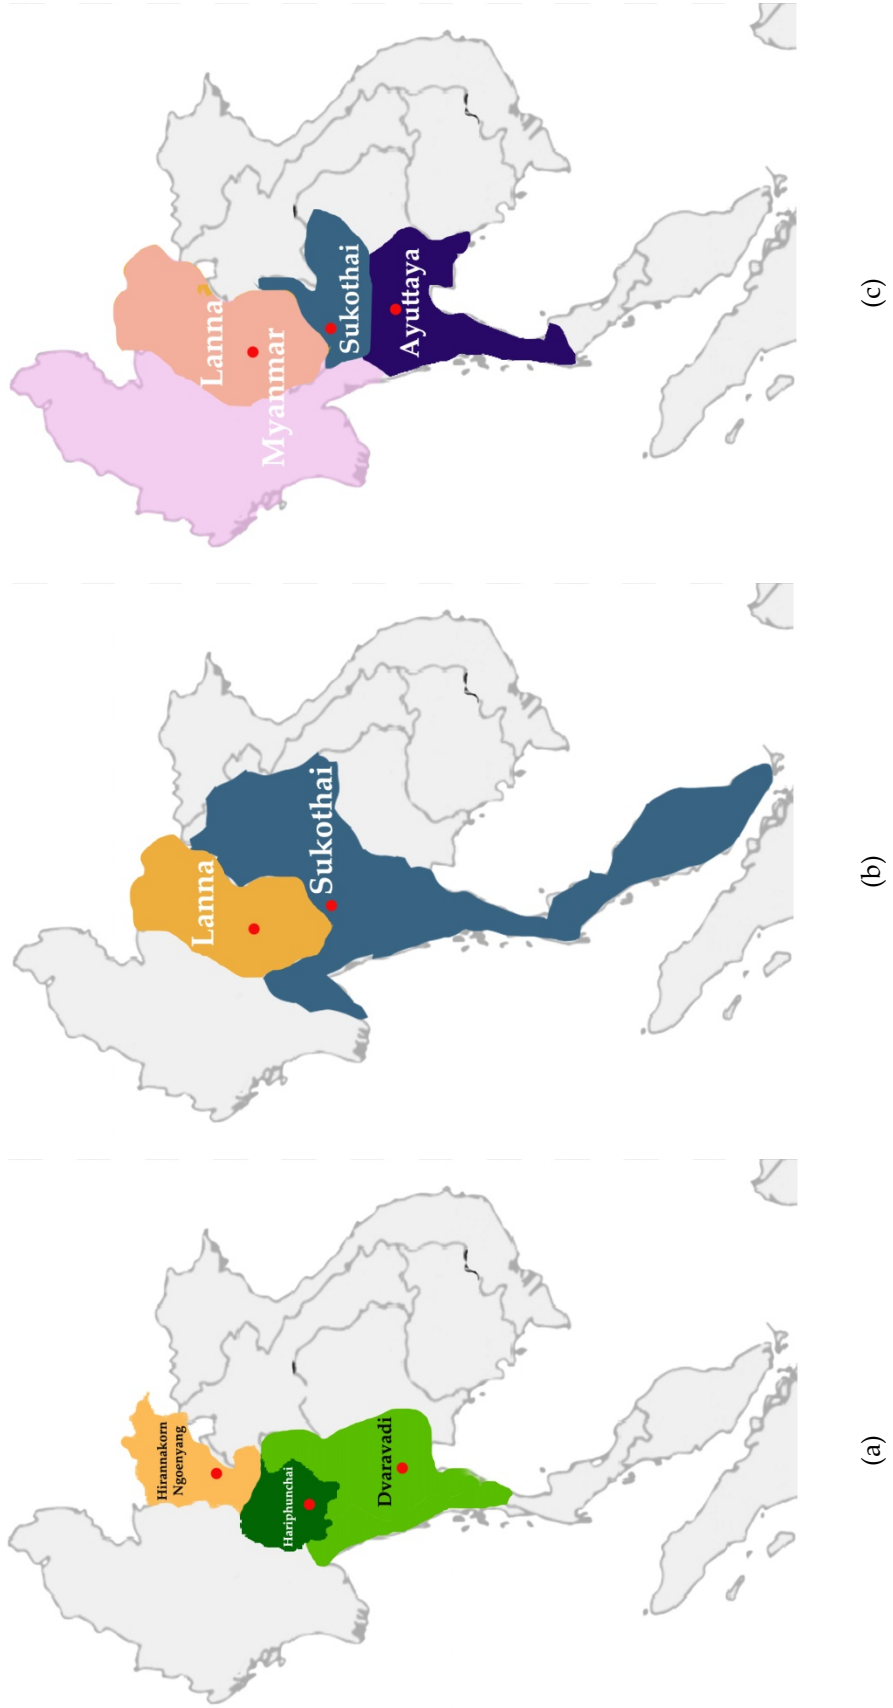 Hirannakorn
Ngoenyang
Hariphunchai
Dvaravadi
(a)
Lanna
Sukothai
(b)
Lanna
Myanmar
Sukothai
Ayuttaya
(c)